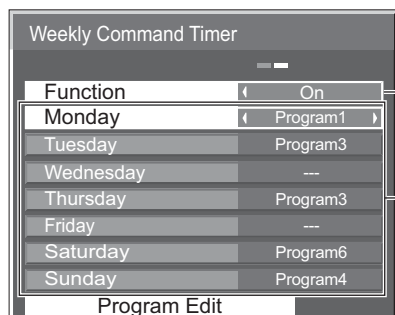 Weekly Command Timer
Function On
Monday Program1
Tuesday Program3
Wednesday ---
Thursday Program3
Friday ---
Saturday Program6
Sunday Program4
Program Edit